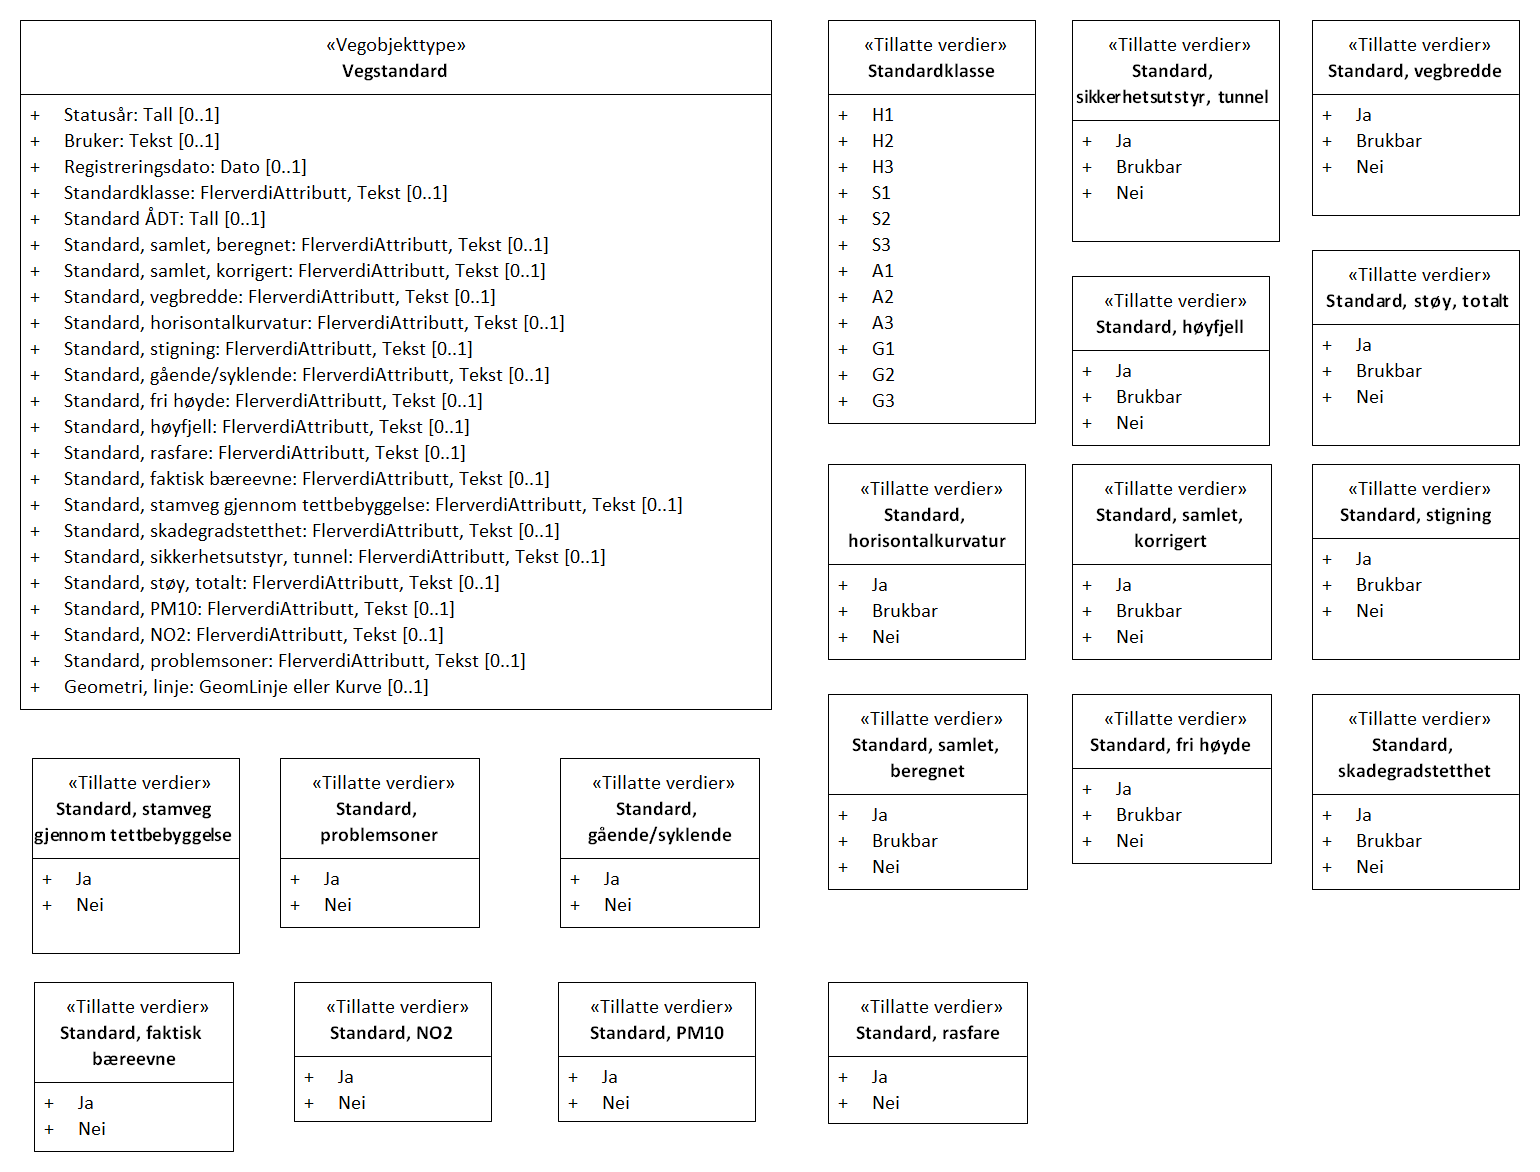 «Vegobjekttype»
Vegstandard
+ Statusår: Tall [0..1]
+ Bruker: Tekst [0..1]
+ Registreringsdato: Dato [0..1]
+ Standardklasse: FlerverdiAttributt, Tekst [0..1]
+ Standard ÅDT: Tall [0..1]
+ Standard, samlet, beregnet: FlerverdiAttributt, Tekst [0..1]
+ Standard, samlet, korrigert: FlerverdiAttributt, Tekst [0..1]
+ Standard, vegbredde: FlerverdiAttributt, Tekst [0..1]
+ Standard, horisontalkurvatur: FlerverdiAttributt, Tekst [0..1]
+ Standard, stigning: FlerverdiAttributt, Tekst [0..1]
+ Standard, gående/syklende: FlerverdiAttributt, Tekst [0..1]
+ Standard, fri høyde: FlerverdiAttributt, Tekst [0..1]
+ Standard, høyfjell: FlerverdiAttributt, Tekst [0..1]
+ Standard, rasfare: FlerverdiAttributt, Tekst [0..1]
+ Standard, faktisk bæreevne: FlerverdiAttributt, Tekst [0..1]
+ Standard, stamveg gjennom tettbebyggelse: FlerverdiAttributt, Tekst [0..1]
+ Standard, skadegradstetthet: FlerverdiAttributt, Tekst [0..1]
+ Standard, sikkerhetsutstyr, tunnel: FlerverdiAttributt, Tekst [0..1]
+ Standard, støy, totalt: FlerverdiAttributt, Tekst [0..1]
+ Standard, PM10: FlerverdiAttributt, Tekst [0..1]
+ Standard, NO2: FlerverdiAttributt, Tekst [0..1]
+ Standard, problemsoner: FlerverdiAttributt, Tekst [0..1]
+ Geometri, linje: GeomLinje eller Kurve [0..1]
«Tillatte verdier»
Standardklasse
+ H1
+ H2
+ H3
+ S1
+ S2
+ S3
+ A1
+ A2
+ A3
+ G1
+ G2
+ G3
«Tillatte verdier»
Standard,
sikkerhetsutstyr, tunnel
+ Ja
+ Brukbar
+ Nei
«Tillatte verdier»
Standard, vegbredde
+ Ja
+ Brukbar
+ Nei
«Tillatte verdier»
Standard, høyfjell
+ Ja
+ Brukbar
+ Nei
«Tillatte verdier»
Standard, støy, totalt
+ Ja
+ Brukbar
+ Nei
«Tillatte verdier»
Standard,
horisontalkurvatur
+ Ja
+ Brukbar
+ Nei
«Tillatte verdier»
Standard, samlet,
korrigert
+ Ja
+ Brukbar
+ Nei
«Tillatte verdier»
Standard, stigning
+ Ja
+ Brukbar
+ Nei
«Tillatte verdier»
Standard, samlet,
beregnet
+ Ja
+ Brukbar
+ Nei
«Tillatte verdier»
Standard, fri høyde
+ Ja
+ Brukbar
+ Nei
«Tillatte verdier»
Standard,
skadegradstetthet
+ Ja
+ Brukbar
+ Nei
«Tillatte verdier»
Standard, stamveg
gjennom tettbebyggelse
+ Ja
+ Nei
«Tillatte verdier»
Standard,
problemsoner
+ Ja
+ Nei
«Tillatte verdier»
Standard,
gående/syklende
+ Ja
+ Nei
«Tillatte verdier»
Standard, faktisk
bæreevne
+ Ja
+ Nei
«Tillatte verdier»
Standard, NO2
+ Ja
+ Nei
«Tillatte verdier»
Standard, PM10
+ Ja
+ Nei
«Tillatte verdier»
Standard, rasfare
+ Ja
+ Nei